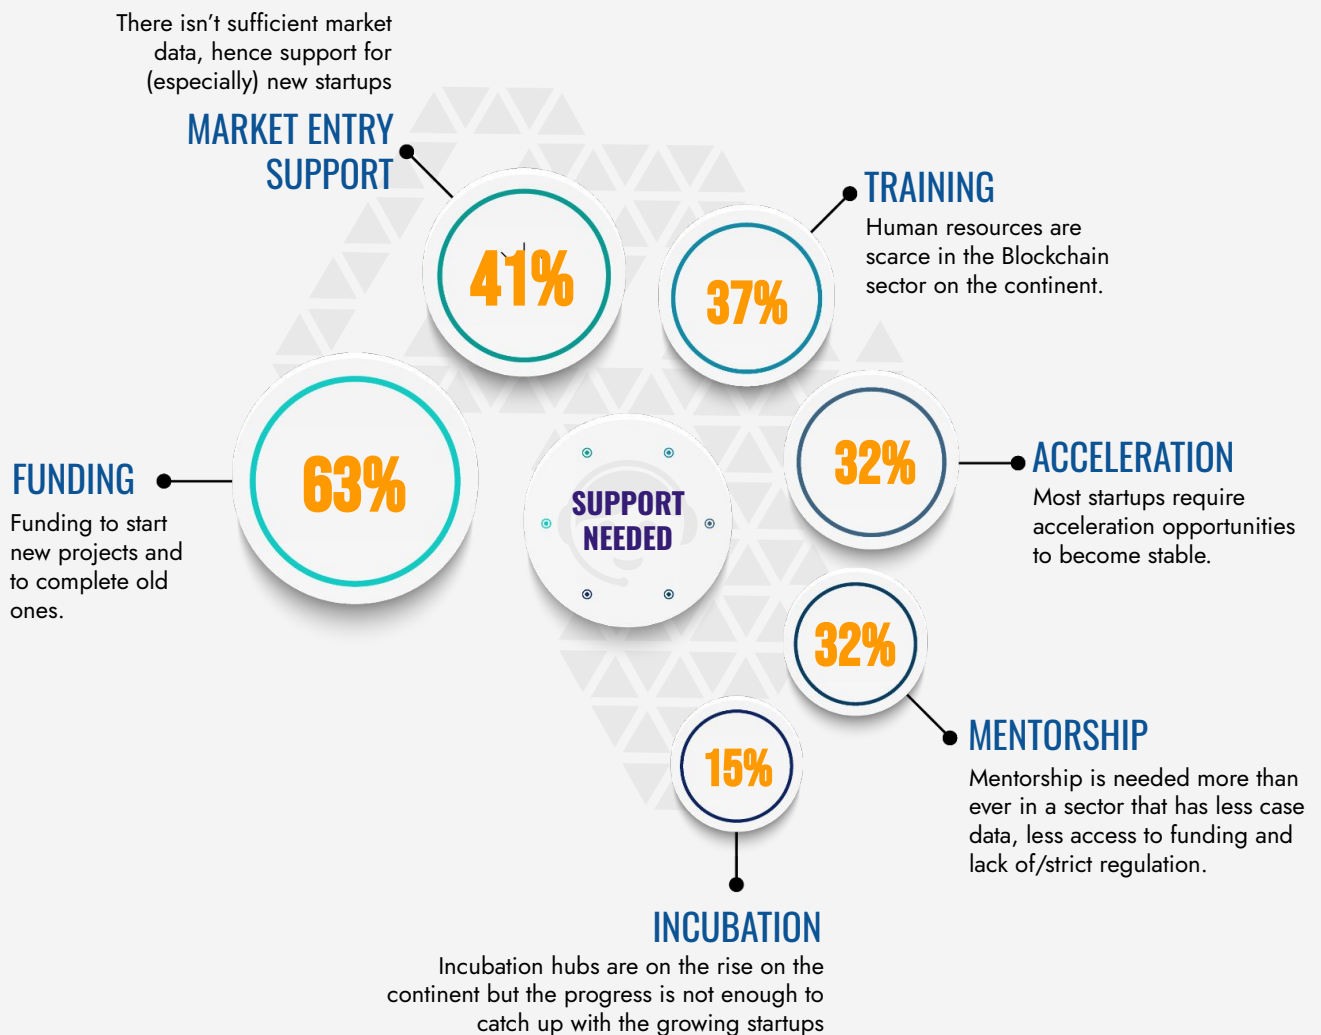 There isn’t sufficient market
data, hence support for
(especially) new startups
MARKET ENTRY
SUPPORT
41%
TRAINING
Human resources are
scarce in the Blockchain
sector on the continent.
37%
FUNDING
Funding to start
new projects and
to complete old
ones.
63%
SUPPORT
NEEDED
32%
ACCELERATION
Most startups require
acceleration opportunities
to become stable.
32%
MENTORSHIP
Mentorship is needed more than
ever in a sector that has less case
data, less access to funding and
lack of/strict regulation.
15%
INCUBATION
Incubation hubs are on the rise on the
continent but the progress is not enough to
catch up with the growing startups